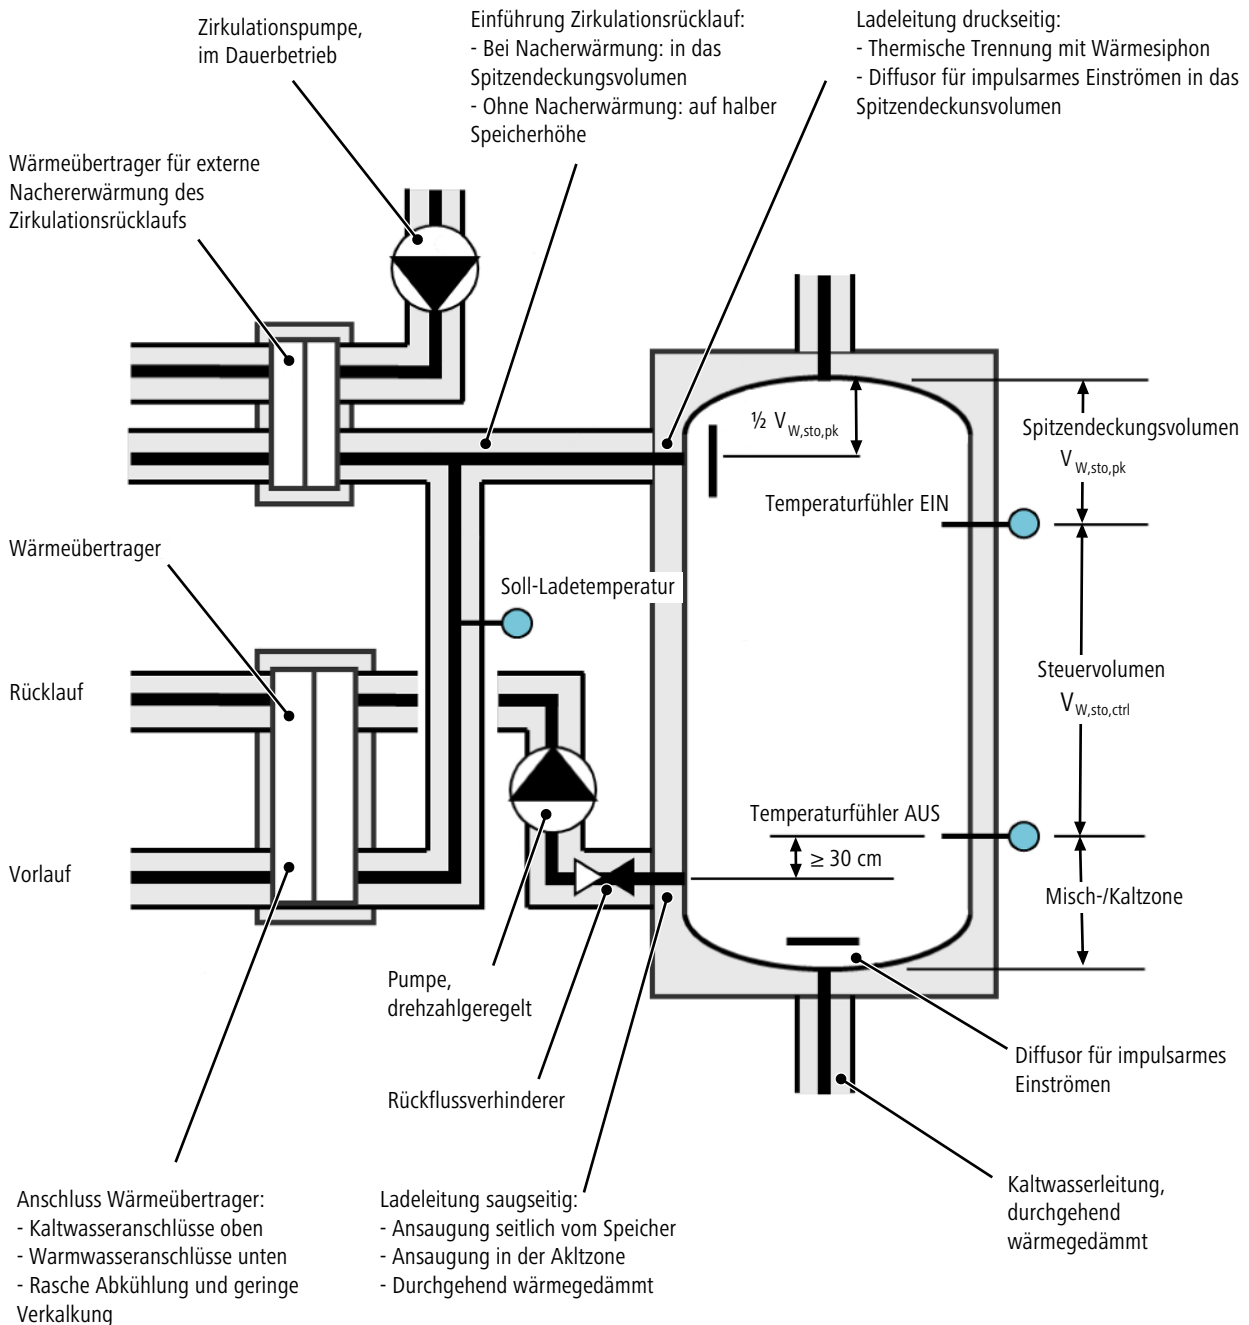 Zirkulationspumpe,
im Dauerbetrieb
Einführung Zirkulationsrücklauf:
- Bei Nacherwärmung: in das
Spitzendeckungsvolumen
- Ohne Nacherwärmung: auf halber
Speicherhöhe
Ladeleitung druckseitig:
- Thermische Trennung mit Wärmesiphon
- Diffusor für impulsarmes Einströmen in das
Spitzendeckunsvolumen
Wärmeübertrager für externe
Nachererwärmung des
Zirkulationsrücklaufs
½ V W,sto,pk
Spitzendeckungsvolumen
V W,sto,pk
Temperaturfühler EIN
Wärmeübertrager
Soll-Ladetemperatur
Rücklauf
Steuervolumen
V W,sto,ctrl
Temperaturfühler AUS
≥ 30 cm
Vorlauf
Misch-/Kaltzone
Pumpe,
drehzahlgeregelt
Diffusor für impulsarmes
Einströmen
Rückflussverhinderer
Kaltwasserleitung,
durchgehend
wärmegedämmt
Anschluss Wärmeübertrager:
- Kaltwasseranschlüsse oben
- Warmwasseranschlüsse unten
- Rasche Abkühlung und geringe
Verkalkung
Ladeleitung saugseitig:
- Ansaugung seitlich vom Speicher
- Ansaugung in der Akltzone
- Durchgehend wärmegedämmt